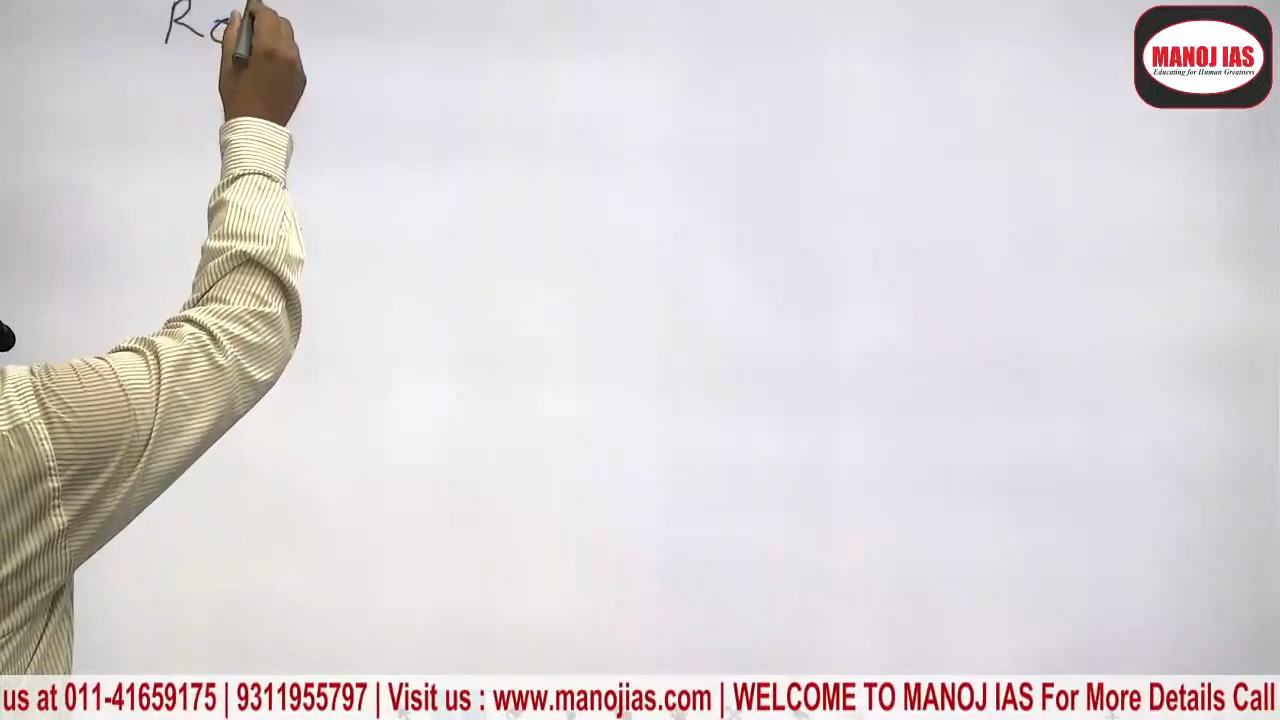 R
MANOJ IAS
Educating for Human Greatness
us at 011-41659175 | 9311955797 | Visit us : www.manojias.com | WELCOME TO MANOJ IAS For More Details Call